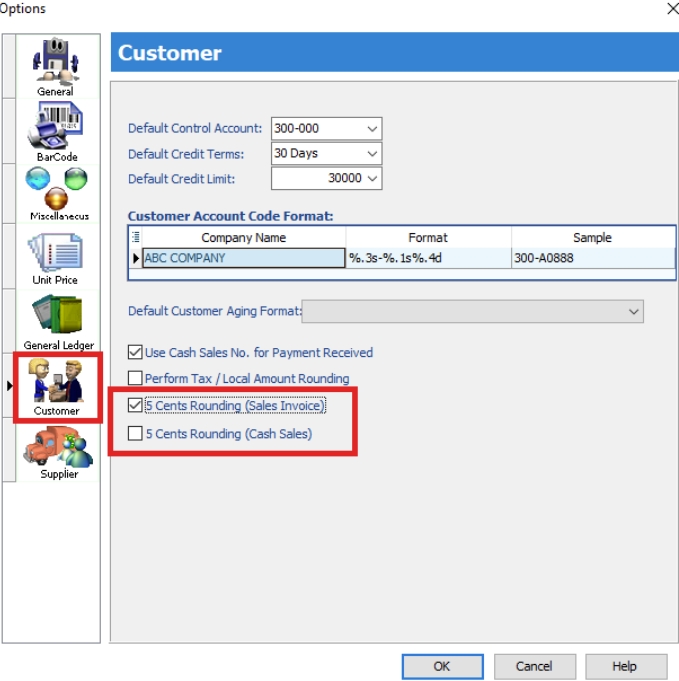 Options
General
BarCode
Miscellaneous
Unit Price
General Ledger
Customer
Supplier
Customer
Default Control Account: 300-000
Default Credit Terms: 30 Days
Default Credit Limit: 30000
Customer Account Code Format:
Company Name Format Sample
ABC COMPANY %.3s-%.1s%.4d 300-A0888
Default Customer Aging Format:
Use Cash Sales No. for Payment Received
Perform Tax / Local Amount Rounding
5 Cents Rounding (Sales Invoice)
5 Cents Rounding (Cash Sales)
OK Cancel Help